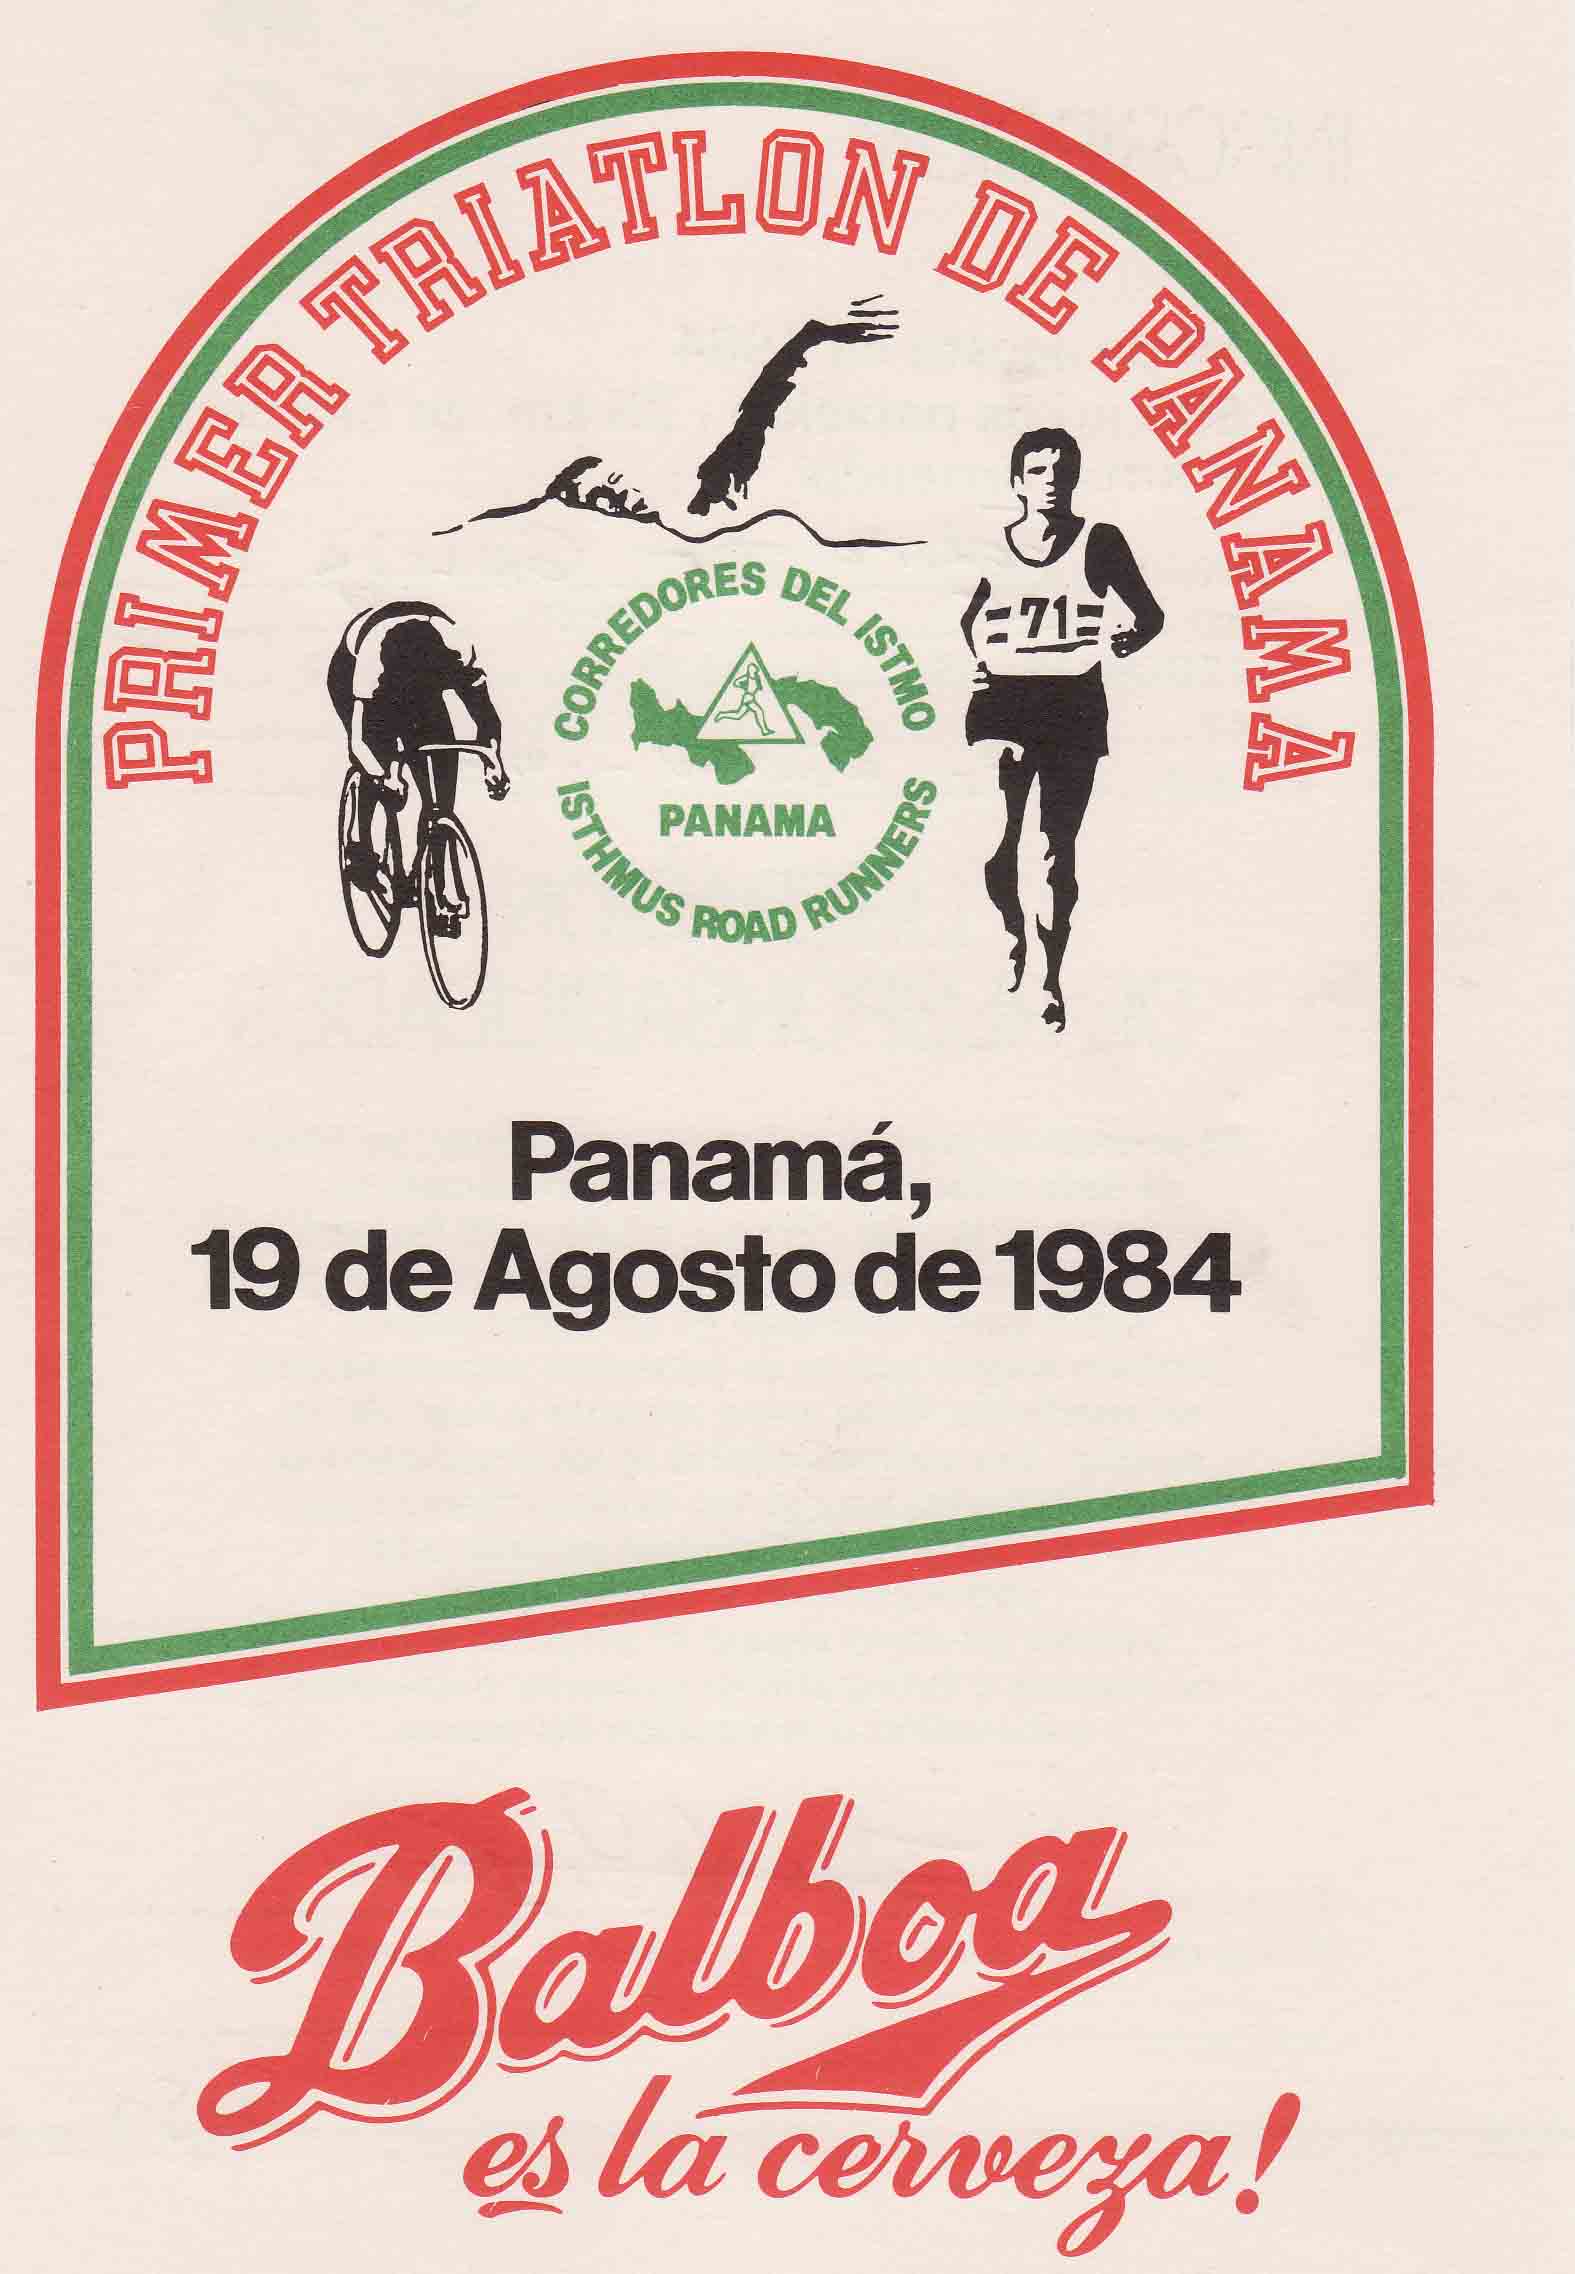 PRIMER TRIATLON DE PANAMA
71
CORREDORES DEL ISTMO
PANAMA
ISTHMUS ROAD RUNNERS
Panamá,
19 de Agosto de 1984
Balboa
es la cerveza!